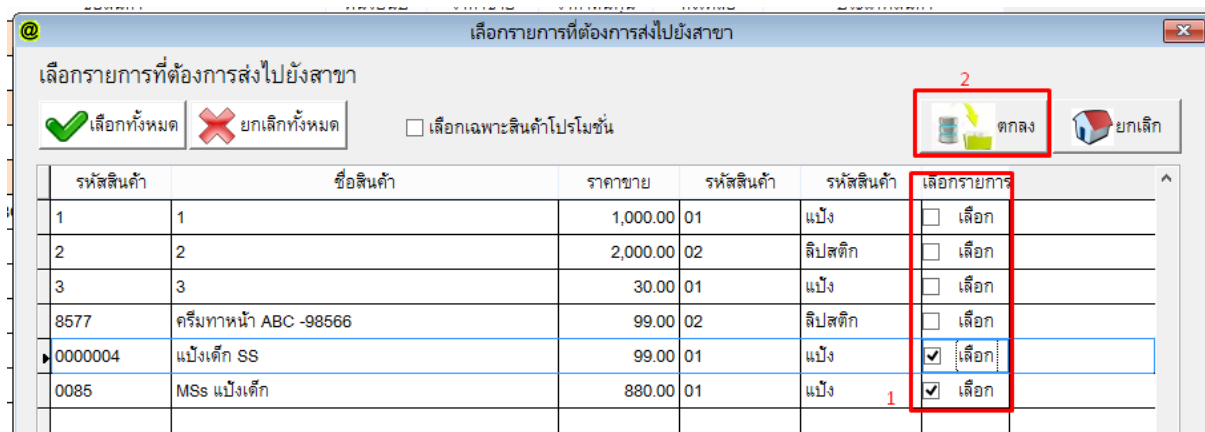 เลือกรายการที่ต้องการส่งไปยังสาขา
เลือกรายการที่ต้องการส่งไปยังสาขา
2
เลือกทั้งหมด ยกเลิกทั้งหมด เลือกเฉพาะสินค้าโปรโมชั่น ตกลง ยกเลิก
รหัสสินค้า ชื่อสินค้า ราคาขาย รหัสสินค้า รหัสสินค้า เลือกรายการ
1 1 1,000.00 01 แป้ง เลือก
2 2 2,000.00 02 ลิปสติก เลือก
3 3 30.00 01 แป้ง เลือก
8577 ครีมทาหน้า ABC -98566 99.00 02 ลิปสติก เลือก
0000004 แป้งเด็ก SS 99.00 01 แป้ง เลือก
0085 MSs แป้งเด็ก 880.00 01 แป้ง 1 เลือก